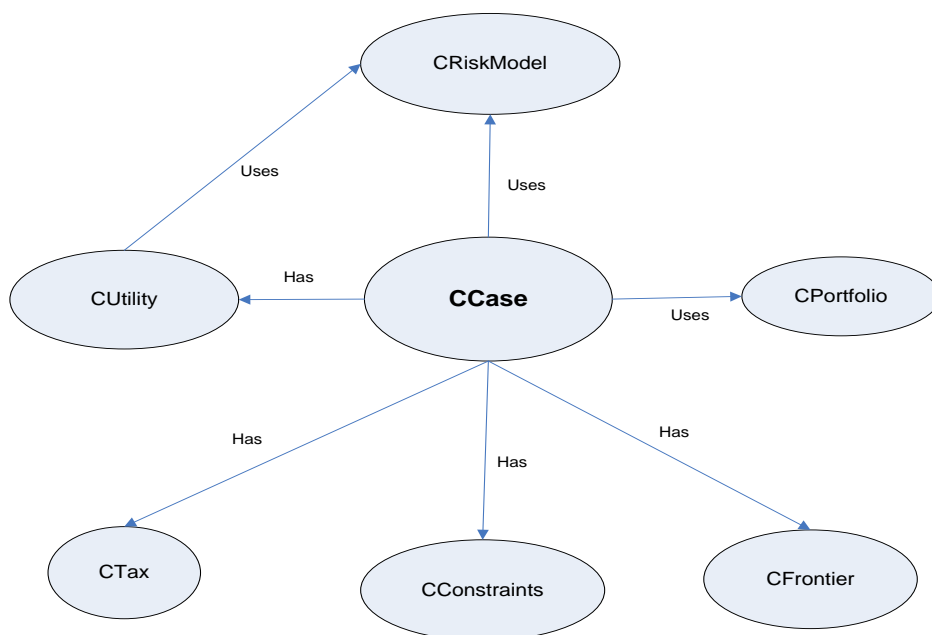 CRiskModel
Uses
Uses
CUtility
Has
CCase
CPortfolio
Uses
Has
Has
Has
CTax
CConstraints
CFrontier